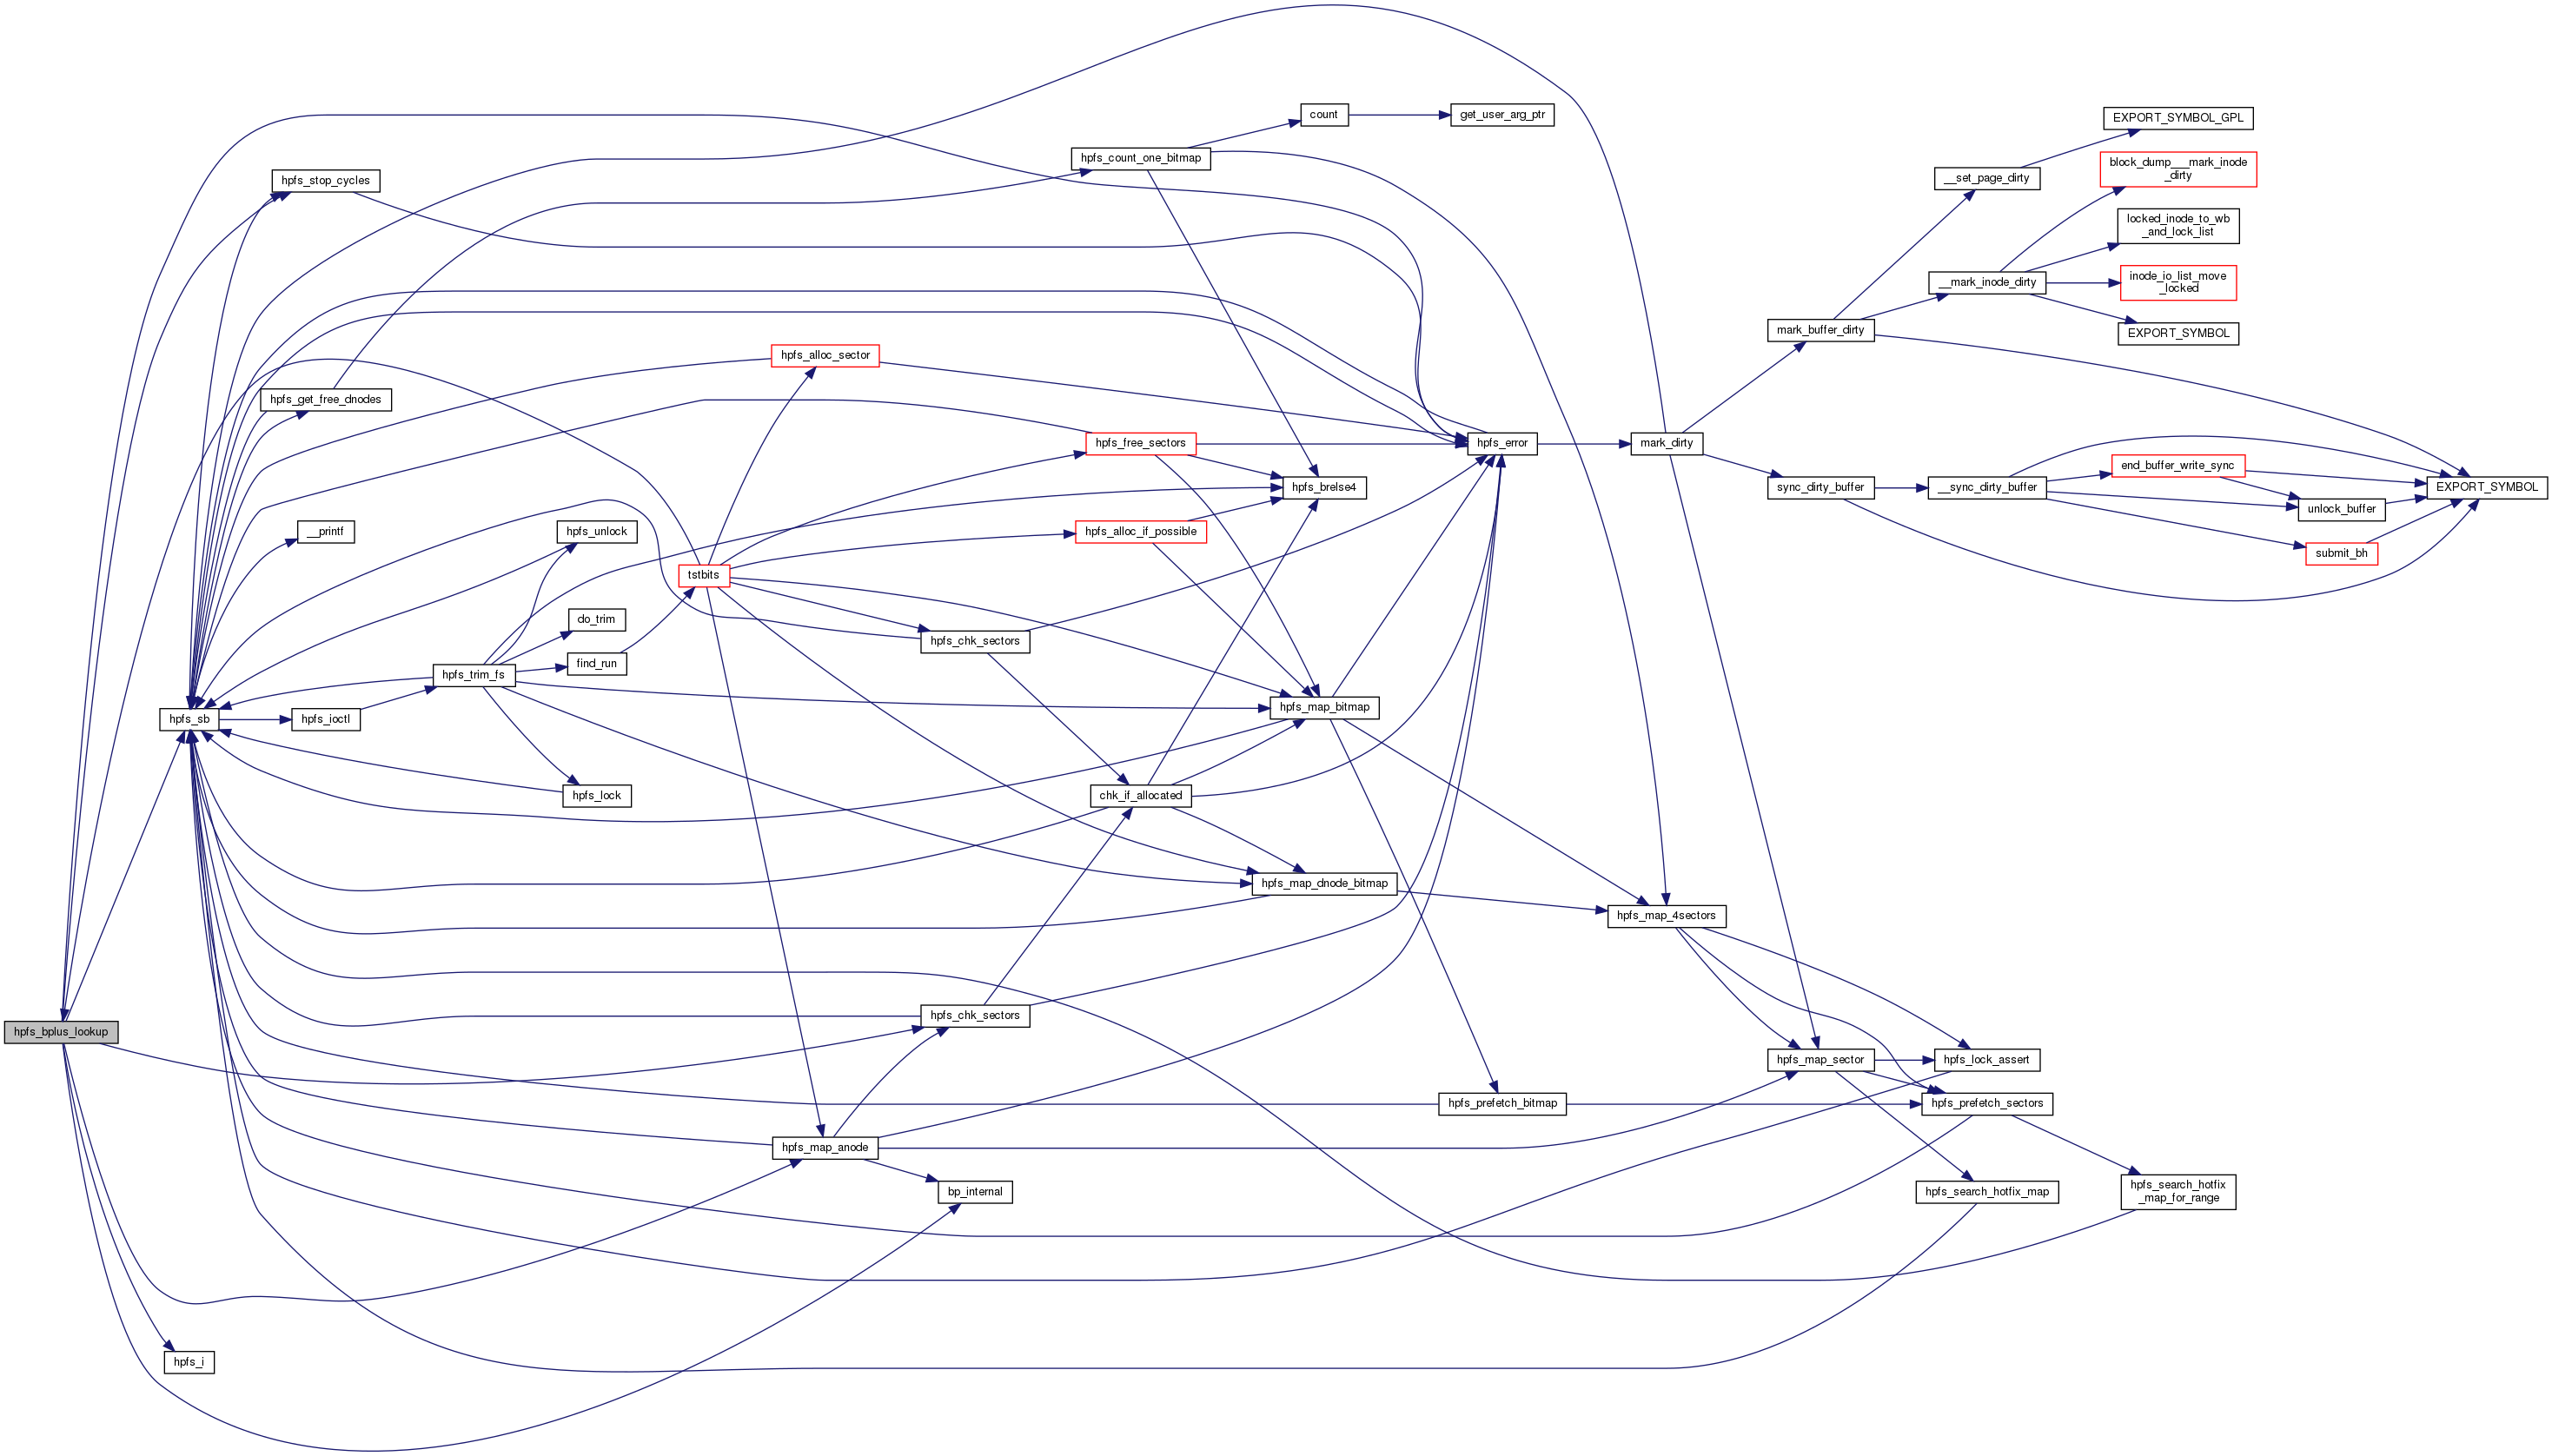 count
get_user_arg_ptr
EXPORT_SYMBOL_GPL
hpfs_count_one_bitmap
block_dump___mark_inode
_dirty
hpfs_stop_cycles
__set_page_dirty
locked_inode_to_wb
_and_lock_list
__mark_inode_dirty
inode_io_list_move
_locked
mark_buffer_dirty
EXPORT_SYMBOL
hpfs_alloc_sector
hpfs_get_free_dnodes
hpfs_free_sectors
hpfs_error
mark_dirty
end_buffer_write_sync
hpfs_brelse4
sync_dirty_buffer
__sync_dirty_buffer
EXPORT_SYMBOL
unlock_buffer
__printf
hpfs_unlock
hpfs_alloc_if_possible
submit_bh
tstbits
do_trim
hpfs_chk_sectors
find_run
hpfs_trim_fs
hpfs_map_bitmap
hpfs_sb
hpfs_ioctl
hpfs_lock
chk_if_allocated
hpfs_map_dnode_bitmap
hpfs_map_4sectors
hpfs_bplus_lookup
hpfs_chk_sectors
hpfs_map_sector
hpfs_lock_assert
hpfs_prefetch_bitmap
hpfs_prefetch_sectors
hpfs_map_anode
bp_internal
hpfs_search_hotfix_map
hpfs_search_hotfix
_map_for_range
hpfs_i